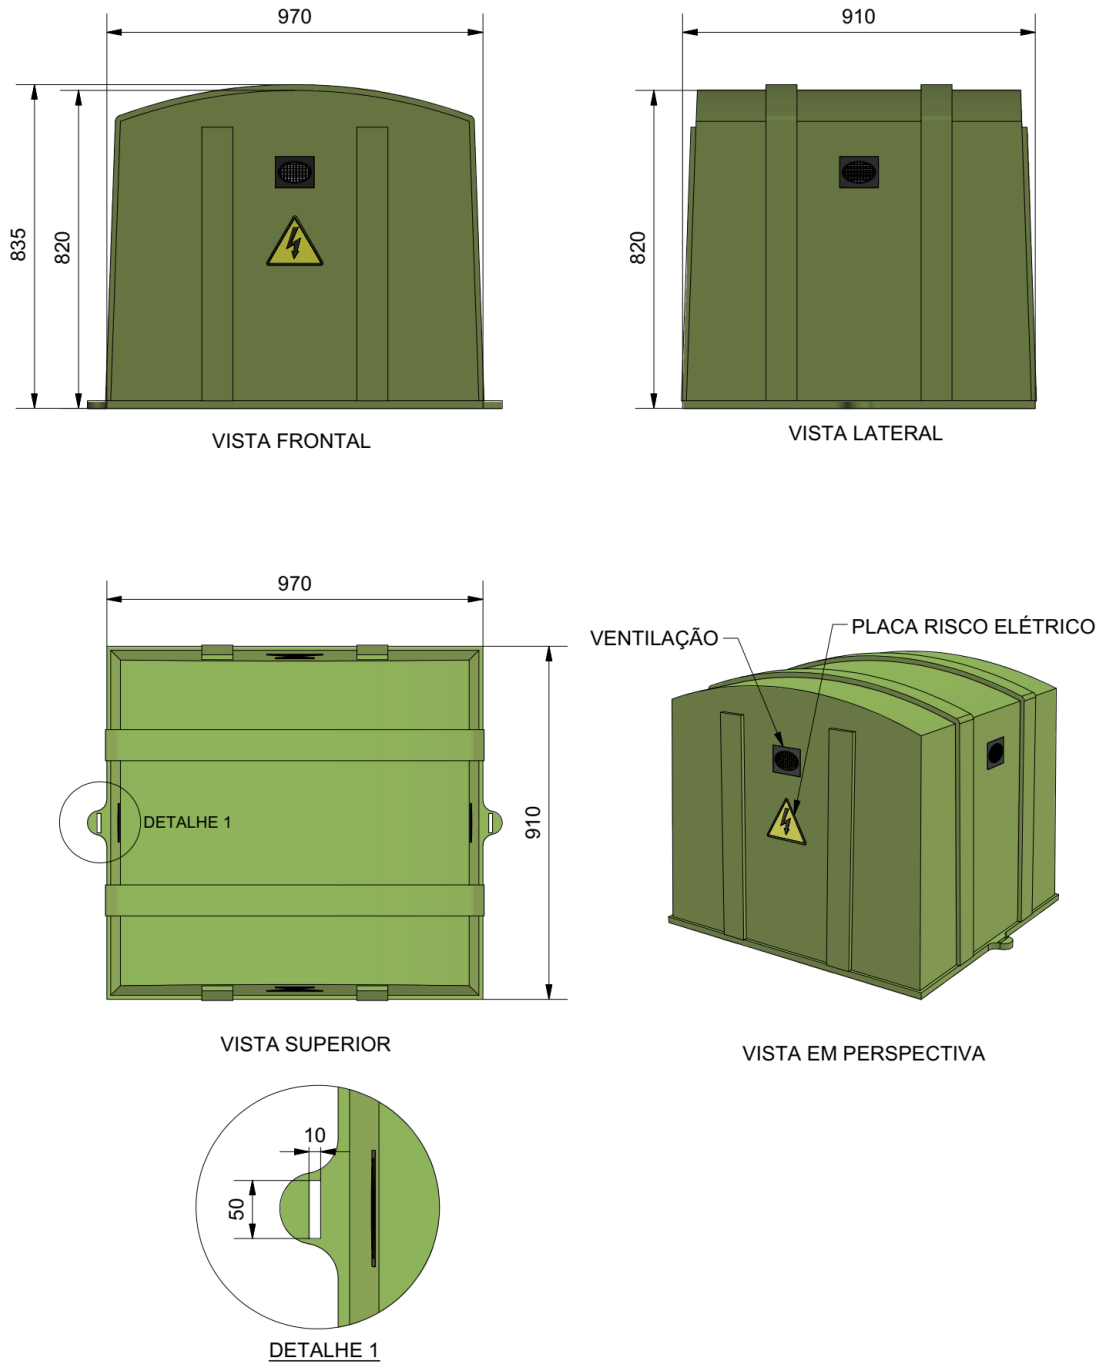 970
910
835
820
820
VISTA FRONTAL
VISTA LATERAL
970
VENTILAÇÃO
PLACA RISCO ELÉTRICO
DETALHE 1
910
VISTA SUPERIOR
VISTA EM PERSPECTIVA
10
50
DETALHE 1